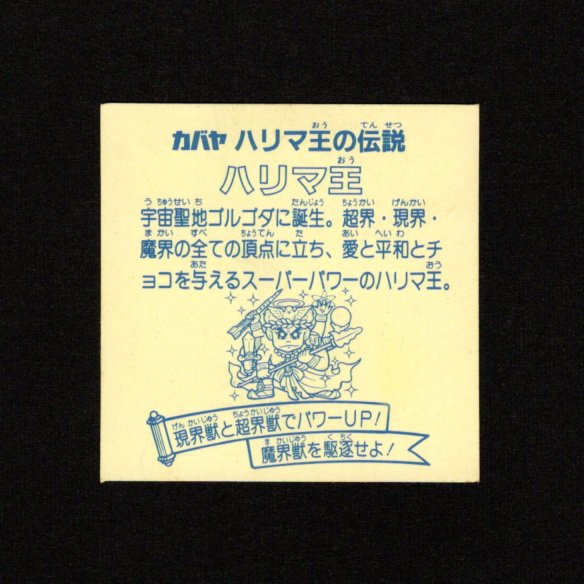 カバヤ ハリマ王の伝説
ハリマ王
宇宙聖地ゴルゴダに誕生。超界・現界・
魔界の全ての頂点に立ち、愛と平和とチ
ョコを与えるスーパーパワーのハリマ王。
現界獣と超界獣でパワーUP!
魔界獣を駆逐せよ!